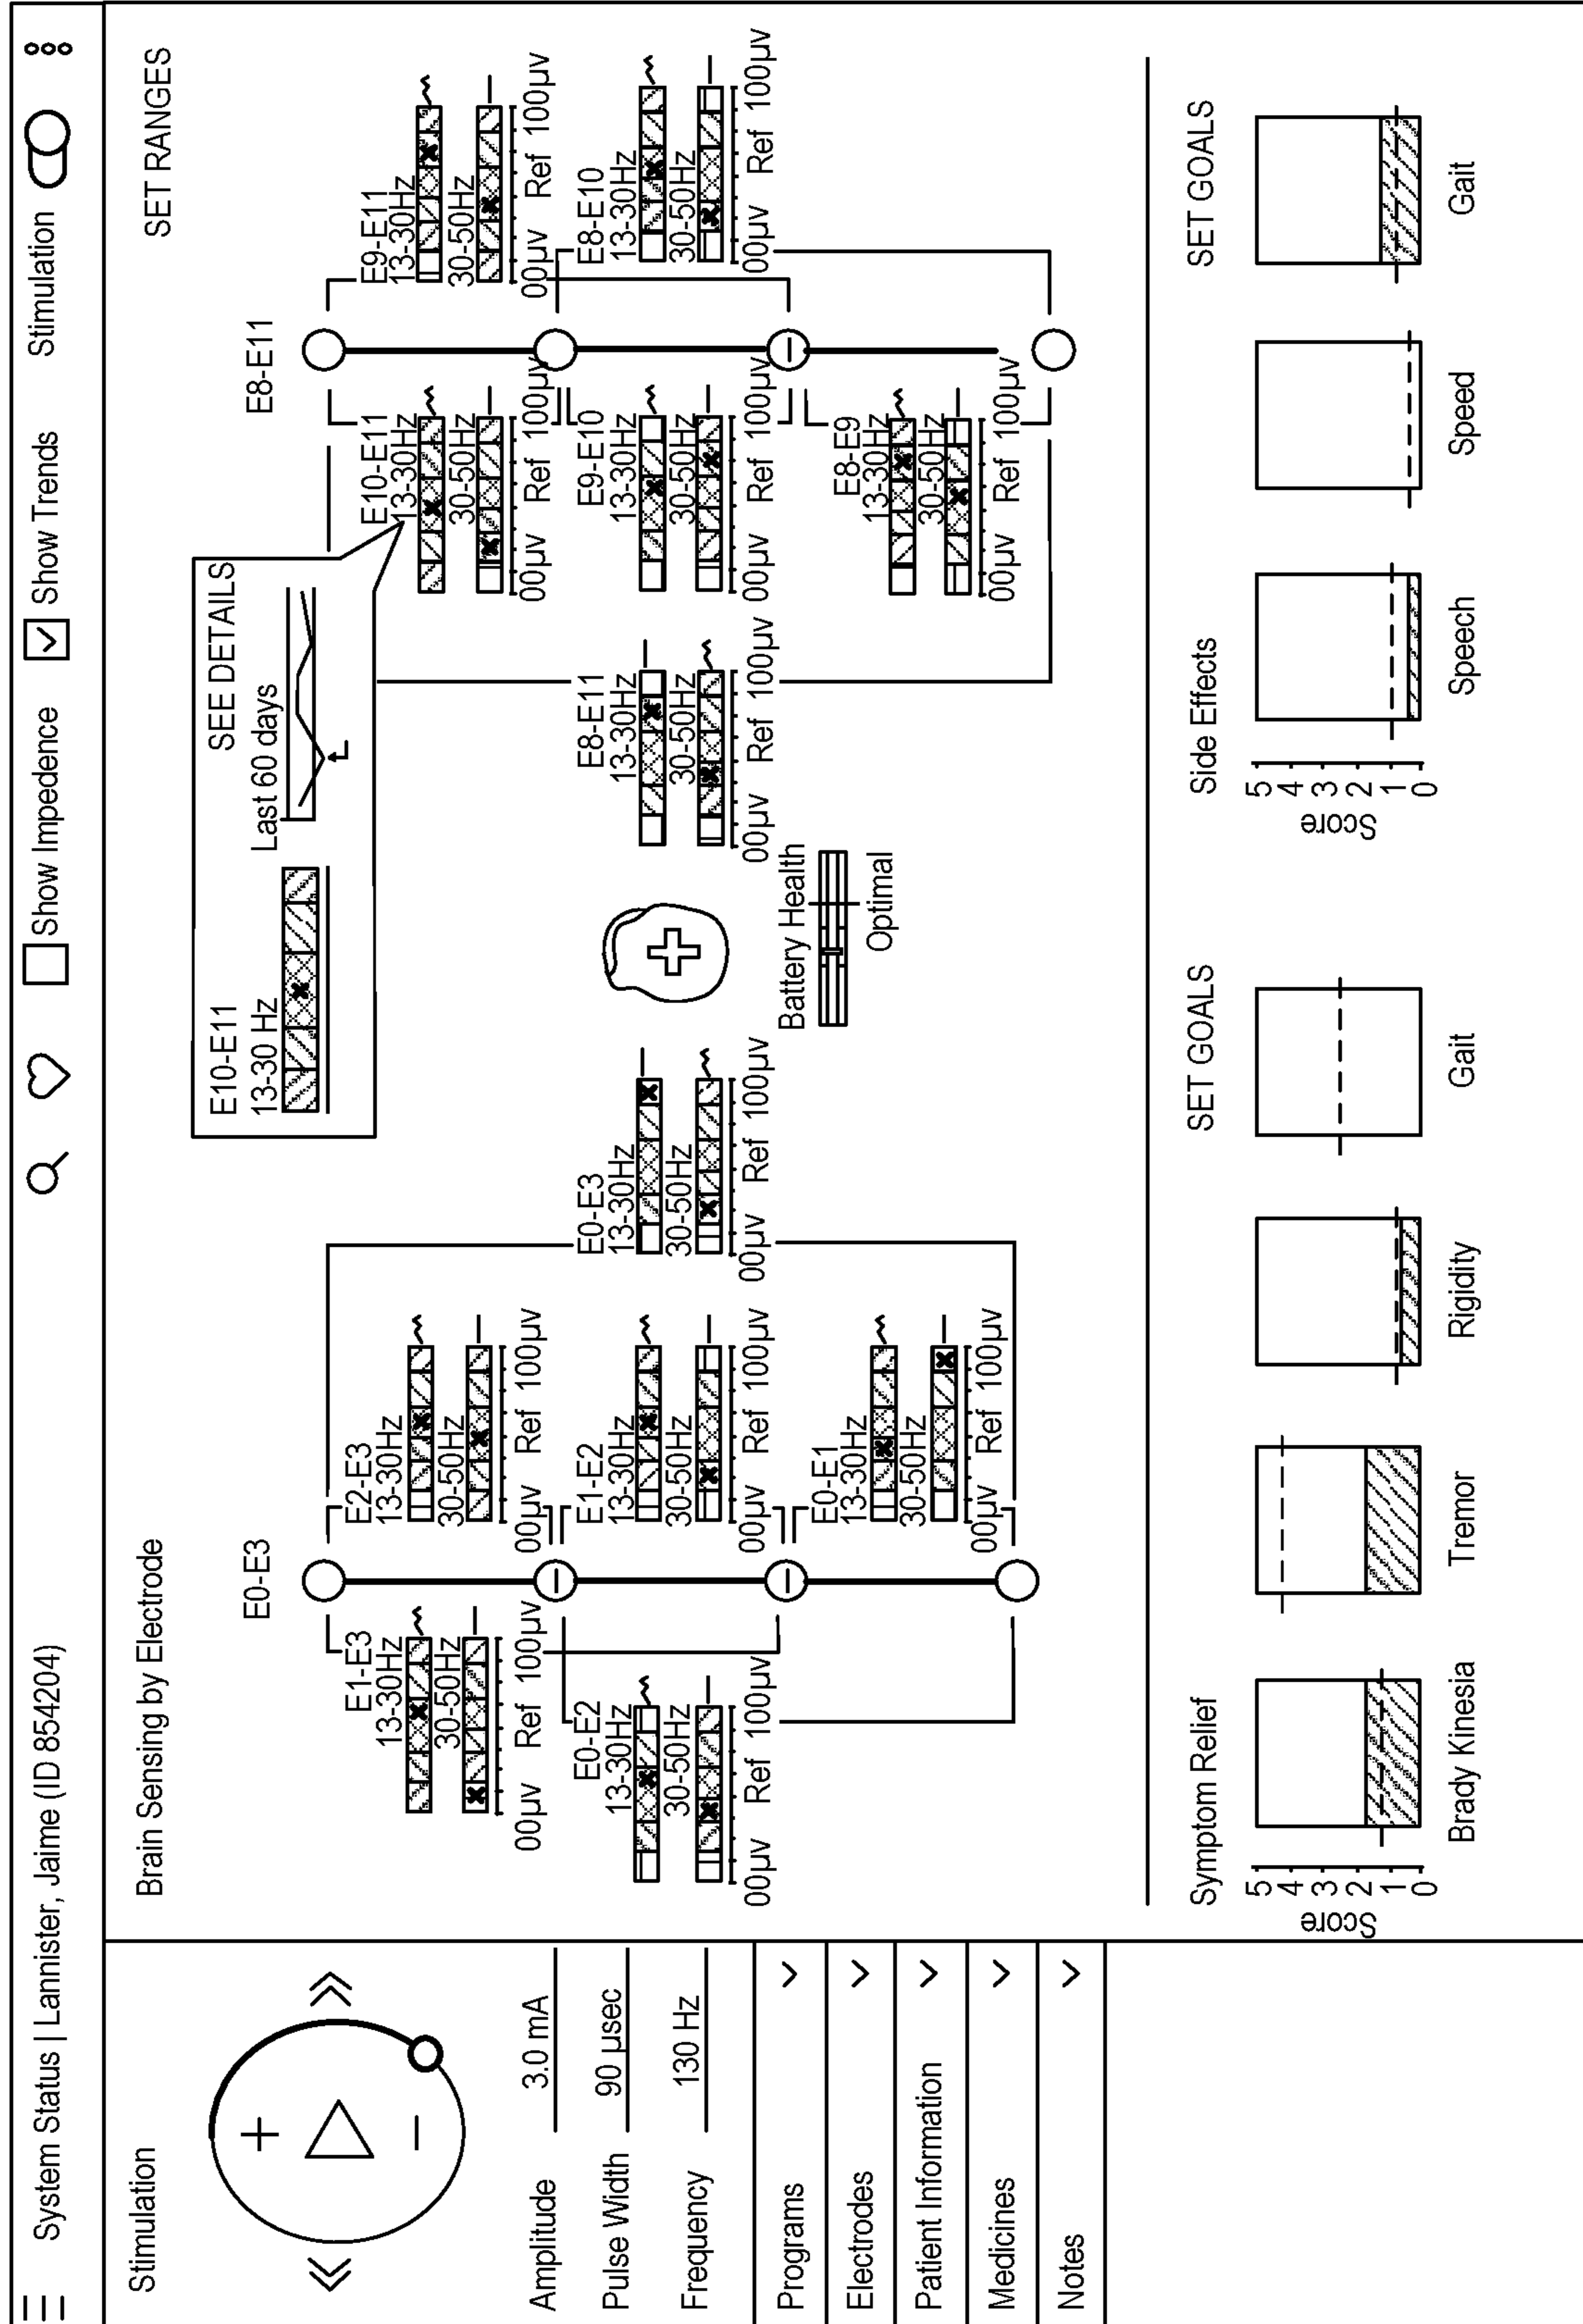 System Status | Lannister, Jaime (ID 854204)
Show Impedence
Show Trends
Stimulation
Stimulation
Amplitude 3.0 mA
Pulse Width 90 µsec
Frequency 130 Hz
Programs
Electrodes
Patient Information
Medicines
Notes
Brain Sensing by Electrode
SET RANGES
E0-E3
E1-E3
13-30Hz
30-50Hz
00µv Ref 100µv
E0-E2
13-30Hz
30-50Hz
00µv Ref 100µv
E2-E3
13-30Hz
30-50Hz
00µv Ref 100µv
E1-E2
13-30Hz
30-50Hz
00µv Ref 100µv
E0-E1
13-30Hz
30-50Hz
00µv Ref 100µv
E0-E3
13-30Hz
30-50Hz
00µv Ref 100µv
E10-E11
13-30 Hz
SEE DETAILS
Last 60 days
Battery Health
Optimal
E8-E11
13-30Hz
30-50Hz
00µv Ref 100µv
E8-E11
E10-E11
13-30Hz
30-50Hz
00µv Ref 100µv
E9-E10
13-30Hz
30-50Hz
00µv Ref 100µv
E8-E9
13-30Hz
30-50Hz
00µv Ref 100µv
E9-E11
13-30Hz
30-50Hz
00µv Ref 100µv
E8-E10
13-30Hz
30-50Hz
00µv Ref 100µv
Symptom Relief
SET GOALS
Score
5
4
3
2
1
0
Brady Kinesia
Tremor
Rigidity
Gait
Side Effects
SET GOALS
Score
5
4
3
2
1
0
Speech
Speed
Gait